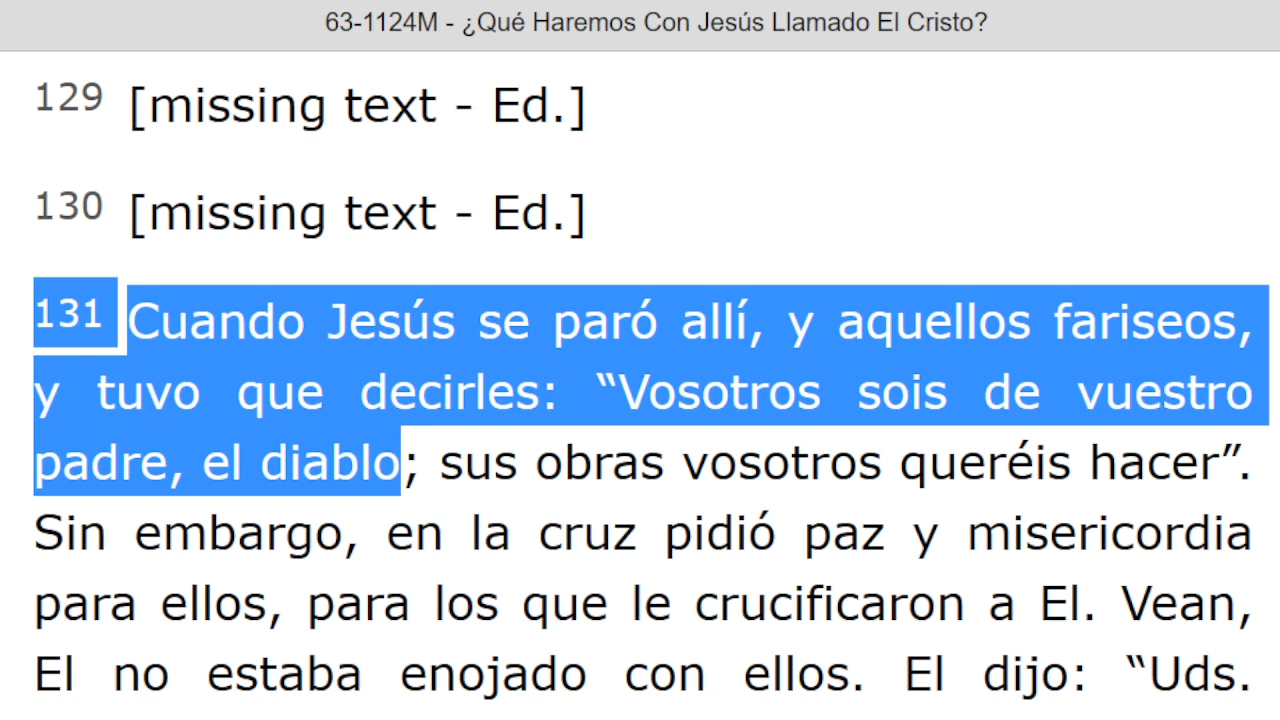 63-1124M - ¿Qué Haremos Con Jesús Llamado El Cristo?
129 [missing text - Ed.]
130 [missing text - Ed.]
131 Cuando Jesús se paró allí, y aquellos fariseos,
y tuvo que decirles: “Vosotros sois de vuestro
padre, el diablo; sus obras vosotros queréis hacer”.
Sin embargo, en la cruz pidió paz y misericordia
para ellos, para los que le crucificaron a El. Vean,
El no estaba enojado con ellos. El dijo: “Uds.